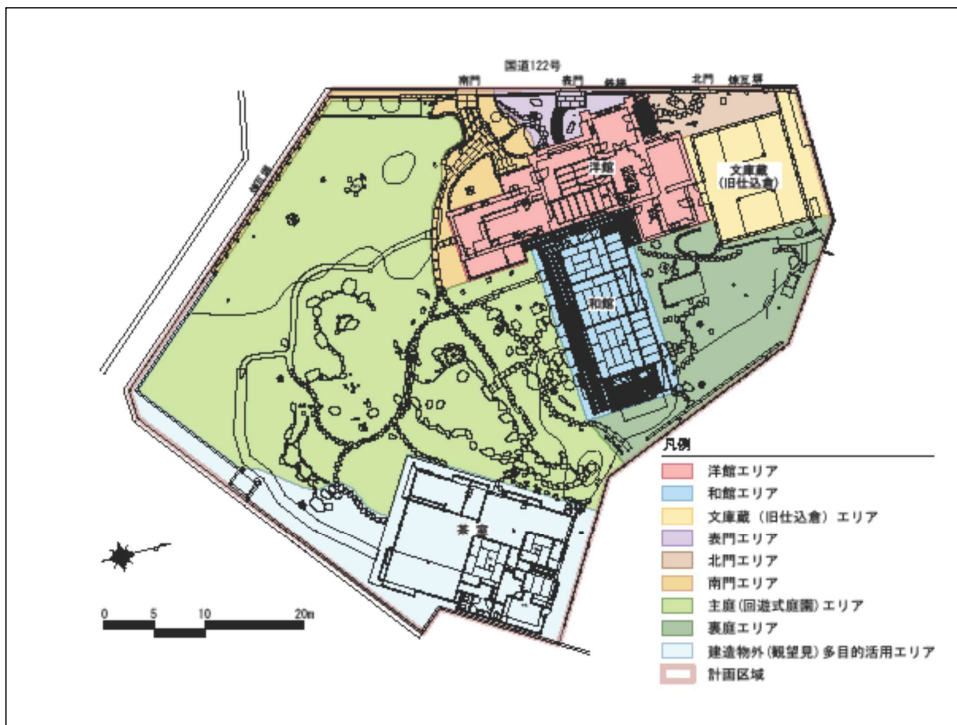 国道122号
南門
表門
北門
煉瓦塀
洋館
文庫蔵
(旧仕込倉)
和館
茶室
凡例
洋館エリア
和館エリア
文庫蔵(旧仕込倉)エリア
表門エリア
北門エリア
南門エリア
主庭(回遊式庭園)エリア
裏庭エリア
建造物外(観望見)多目的活用エリア
計画区域
0 5 10 20m